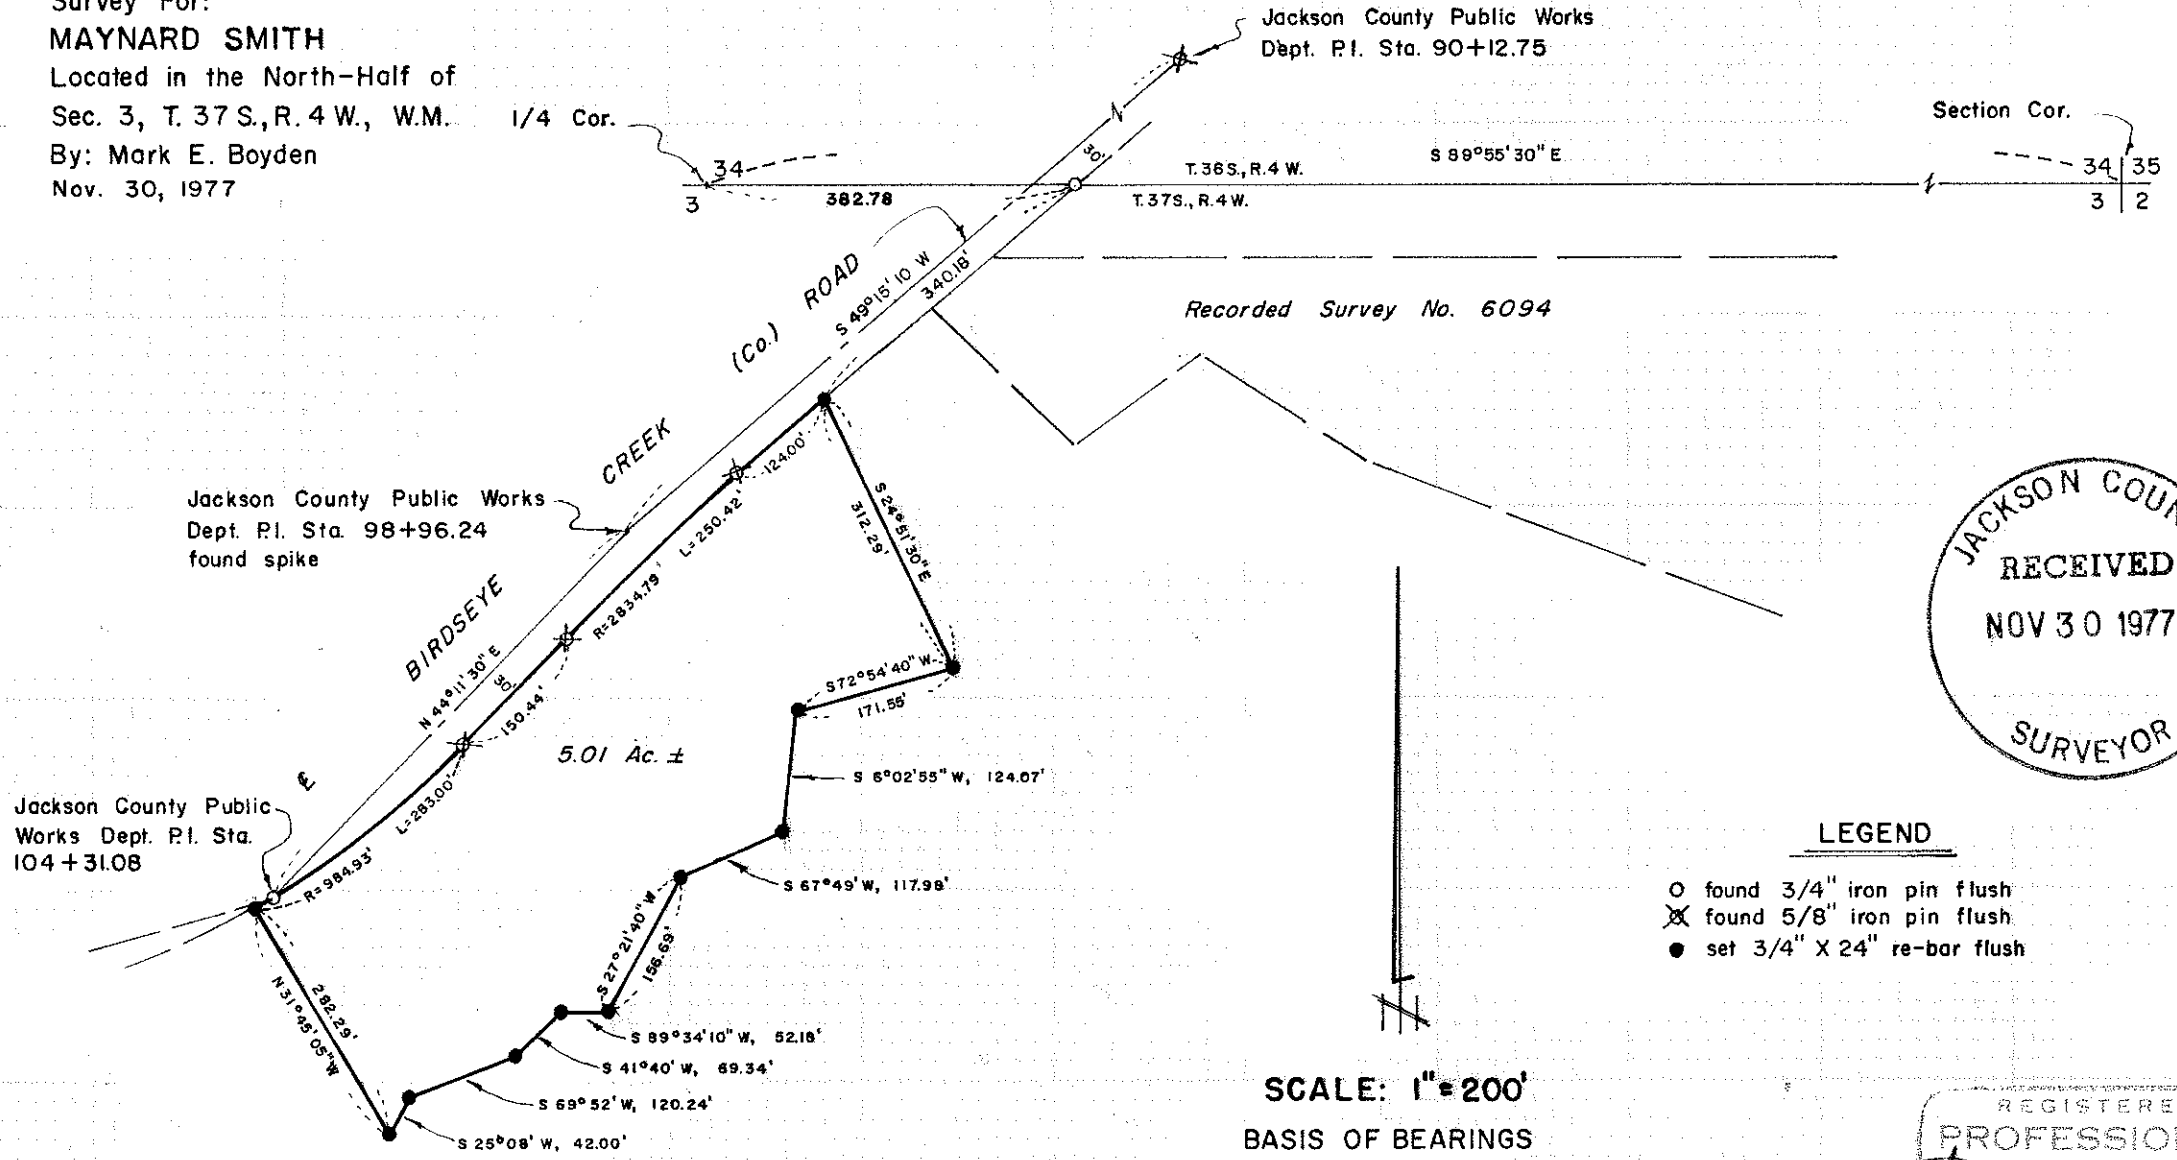 Survey For:
MAYNARD SMITH
Located in the North-Half of
Sec. 3, T. 37 S., R. 4 W., W.M.
By: Mark E. Boyden
Nov. 30, 1977
1/4 Cor.
Jackson County Public Works
Dept. P.I. Sta. 90+12.75
Section Cor.
34
3
382.78
N
30'
T. 36S., R.4 W.
T. 37S., R.4W.
S 89°55'30" E
34 35
3 2
BIRDSEYE CREEK (Co.) ROAD
S 49°15'10 W
340.18'
Recorded Survey No. 6094
Jackson County Public Works
Dept. P.I. Sta. 98+96.24
found spike
124.00'
L=250.42'
R=2834.79'
S 24°51'30" E
312.29'
N 44°11'30" E
30'
150.44'
S 72°54'40" W
171.55'
5.01 Ac. ±
S 6°02'55" W, 124.07'
℄
Jackson County Public
Works Dept. P.I. Sta.
104+31.08
L=283.00'
R=984.93'
S 67°49' W, 117.98'
S 27°21'40" W
156.69'
S 89°34'10" W, 52.18'
S 41°40' W, 69.34'
S 69°52' W, 120.24'
S 25°08' W, 42.00'
282.29'
N 31°45'05" W
JACKSON COUN
RECEIVED
NOV 30 1977
SURVEYOR
LEGEND
found 3/4" iron pin flush
found 5/8" iron pin flush
set 3/4" X 24" re-bar flush
N
SCALE: 1"=200'
BASIS OF BEARINGS
REGISTERE
PROFESSIO